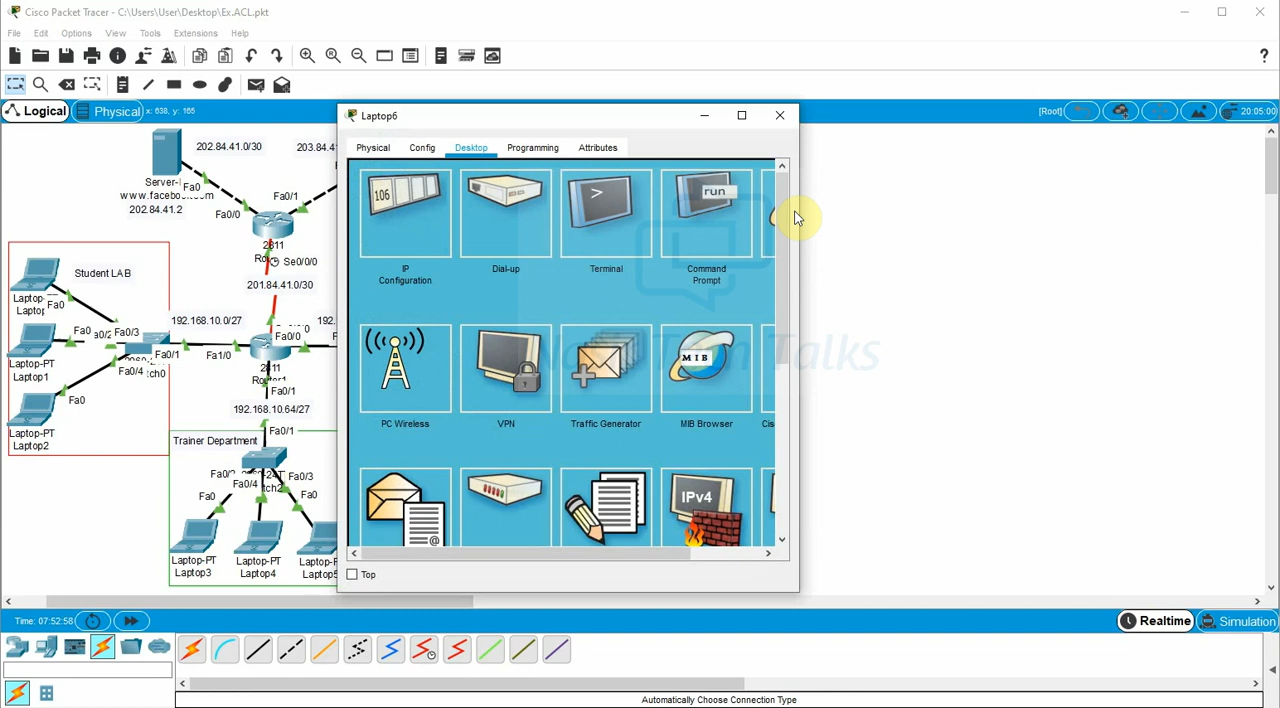 Cisco Packet Tracer - C:\Users\User\Desktop\Ex.ACL.pkt
File Edit Options View Tools Extensions Help
?
Logical Physical x: 638, y: 165 [Root] 20:05:00
Laptop6
Physical Config Desktop Programming Attributes
106
run
IP
Configuration
Dial-up
Terminal
Command
Prompt
MIB
PC Wireless
VPN
Traffic Generator
MIB Browser
IPv4
@
Top
202.84.41.0/30
203.84.4
Server-
www.facebook.com
202.84.41.2
Fa0
Fa0/1
Fa0/0
2811
Se0/0/0
201.84.41.0/30
Student LAB
Laptop-
Fa0
Fa0
Fa0/3
Laptop-PT
Laptop1
Fa0/1
Fa0/4
192.168.10.0/27
192.
Fa1/0
Fa0/0
Laptop-PT
Laptop2
Fa0
2811
Fa0/1
192.168.10.64/27
Trainer Department
Fa0/1
Fa0/4
Fa0/3
Fa0
Fa0
Laptop-PT
Laptop3
Laptop-PT
Laptop4
Time: 07:52:58
Realtime Simulation
Automatically Choose Connection Type
Talks